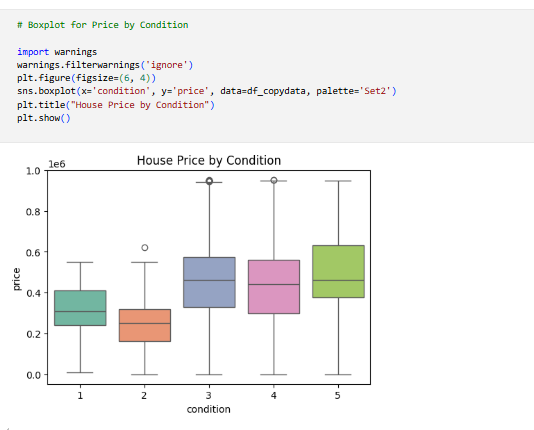 # Boxplot for Price by Condition
import warnings
warnings.filterwarnings('ignore')
plt.figure(figsize=(6, 4))
sns.boxplot(x='condition', y='price', data=df_copydata, palette='Set2')
plt.title("House Price by Condition")
plt.show()
House Price by Condition
1e6
1.0
0.8
0.6
0.4
0.2
0.0
price
1 2 3 4 5
condition